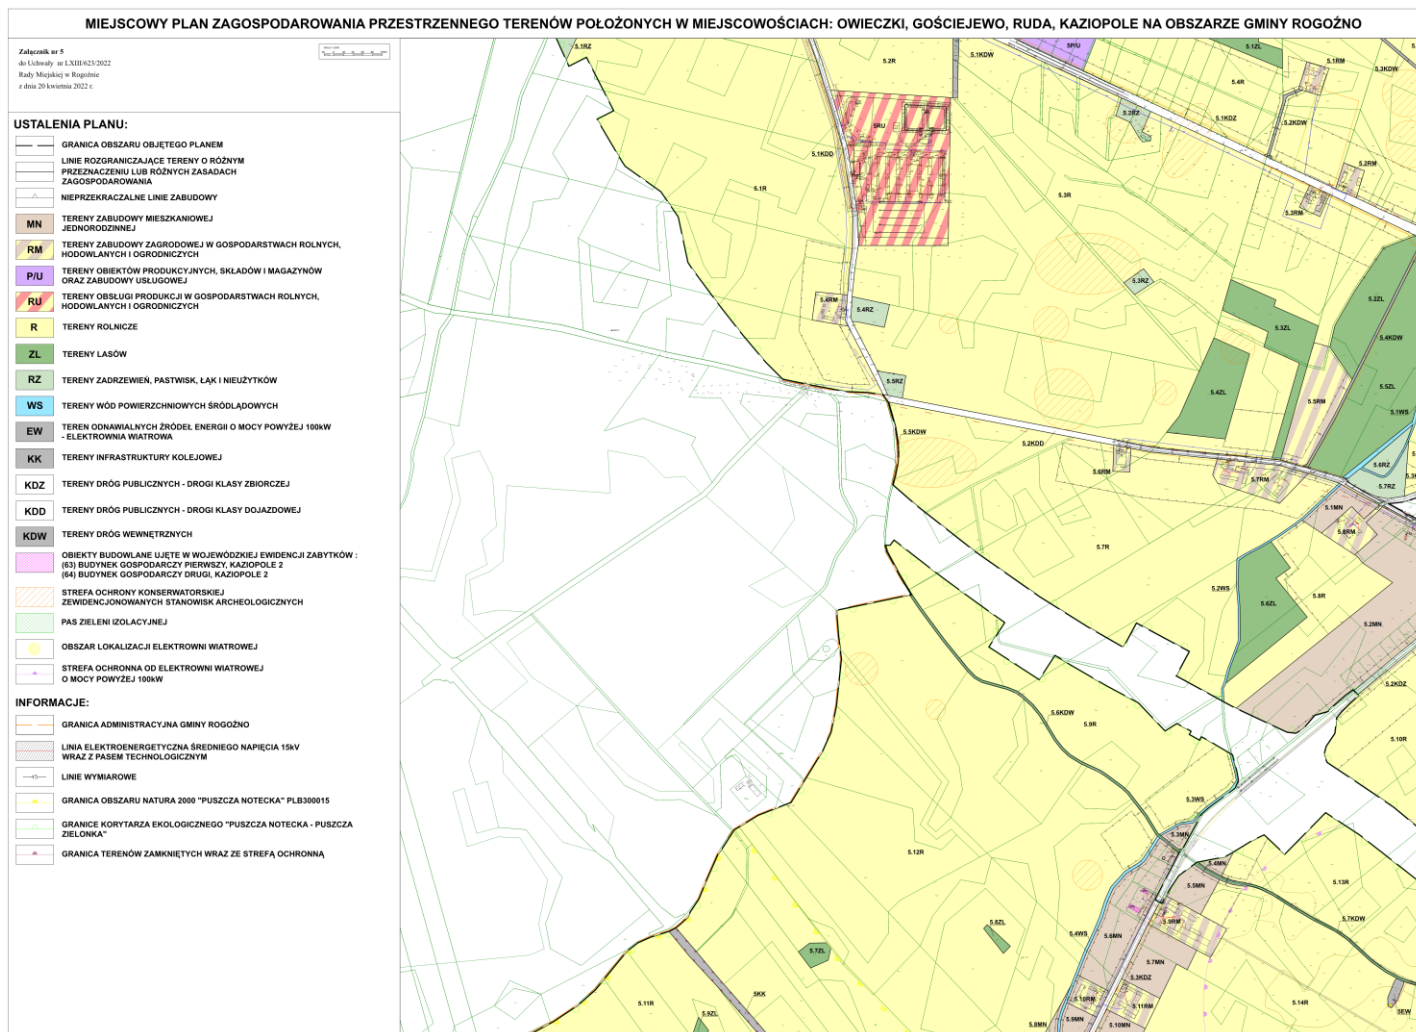 MIEJSCOWY PLAN ZAGOSPODAROWANIA PRZESTRZENNEGO TERENÓW POŁOŻONYCH W MIEJSCOWOŚCIACH: OWIECZKI, GOŚCIEJEWO, RUDA, KAZIOPOLE NA OBSZARZE GMINY ROGOŹNO
Załącznik nr 5
do Uchwały nr LXIII/623/2022
Rady Miejskiej w Rogoźnie
z dnia 20 kwietnia 2022 r.
USTALENIA PLANU:
GRANICA OBSZARU OBJĘTEGO PLANEM
LINIE ROZGRANICZAJĄCE TERENY O RÓŻNYM
PRZEZNACZENIU LUB RÓŻNYCH ZASADACH
ZAGOSPODAROWANIA
NIEPRZEKRACZALNE LINIE ZABUDOWY
MN TERENY ZABUDOWY MIESZKANIOWEJ
JEDNORODZINNEJ
RM TERENY ZABUDOWY ZAGRODOWEJ W GOSPODARSTWACH ROLNYCH,
HODOWLANYCH I OGRODNICZYCH
P/U TERENY OBIEKTÓW PRODUKCYJNYCH, SKŁADÓW I MAGAZYNÓW
ORAZ ZABUDOWY USŁUGOWEJ
RU TERENY OBSŁUGI PRODUKCJI W GOSPODARSTWACH ROLNYCH,
HODOWLANYCH I OGRODNICZYCH
R TERENY ROLNICZE
ZL TERENY LASÓW
RZ TERENY ZADRZEWIEŃ, PASTWISK, ŁĄK I NIEUŻYTKÓW
WS TERENY WÓD POWIERZCHNIOWYCH ŚRÓDLĄDOWYCH
EW TEREN ODNAWIALNYCH ŹRÓDEŁ ENERGII O MOCY POWYŻEJ 100kW
- ELEKTROWNIA WIATROWA
KK TERENY INFRASTRUKTURY KOLEJOWEJ
KDZ TERENY DRÓG PUBLICZNYCH - DROGI KLASY ZBIORCZEJ
KDD TERENY DRÓG PUBLICZNYCH - DROGI KLASY DOJAZDOWEJ
KDW TERENY DRÓG WEWNĘTRZNYCH
OBIEKTY BUDOWLANE UJĘTE W WOJEWÓDZKIEJ EWIDENCJI ZABYTKÓW :
(63) BUDYNEK GOSPODARCZY PIERWSZY, KAZIOPOLE 2
(64) BUDYNEK GOSPODARCZY DRUGI, KAZIOPOLE 2
STREFA OCHRONY KONSERWATORSKIEJ
ZEWIDENCJONOWANYCH STANOWISK ARCHEOLOGICZNYCH
PAS ZIELENI IZOLACYJNEJ
OBSZAR LOKALIZACJI ELEKTROWNI WIATROWEJ
STREFA OCHRONNA OD ELEKTROWNI WIATROWEJ
O MOCY POWYŻEJ 100kW
INFORMACJE:
GRANICA ADMINISTRACYJNA GMINY ROGOŹNO
LINIA ELEKTROENERGETYCZNA ŚREDNIEGO NAPIĘCIA 15kV
WRAZ Z PASEM TECHNOLOGICZNYM
LINIE WYMIAROWE
GRANICA OBSZARU NATURA 2000 "PUSZCZA NOTECKA" PLB300015
GRANICE KORYTARZA EKOLOGICZNEGO "PUSZCZA NOTECKA - PUSZCZA
ZIELONKA"
GRANICA TERENÓW ZAMKNIĘTYCH WRAZ ZE STREFĄ OCHRONNĄ
5.1RZ
5.2R
5.1KDW
5P/U
5.1ZL
5.1RM
5.3KDW
5.4R
5.2RZ
5.1KDZ
5.2KDW
5RU
5.1KDD
5.2RM
5.1R
5.3R
5.3RM
5.3RZ
5.2ZL
5.4RM
5.4RZ
5.3ZL
5.4KDW
5.5RZ
5.4ZL
5.5ZL
5.5RM
5.1WS
5.5KDW
5.2KDD
5.6RM
5.7RM
5.6RZ
5.7RZ
5.1MN
5.8RM
5.7R
5.2WS
5.6ZL
5.8R
5.2MN
5.2KDZ
5.6KDW
5.9R
5.10R
5.3WS
5.3MN
5.12R
5.4MN
5.5MN
5.13R
5.7KDW
5.8ZL
5.9RM
5.4WS
5.6MN
5.7ZL
5.7MN
5.3KDZ
5KK
5.11R
5.10RM
5.11RM
5.14R
5EW
5.9ZL
5.8MN
5.9MN
5.10MN